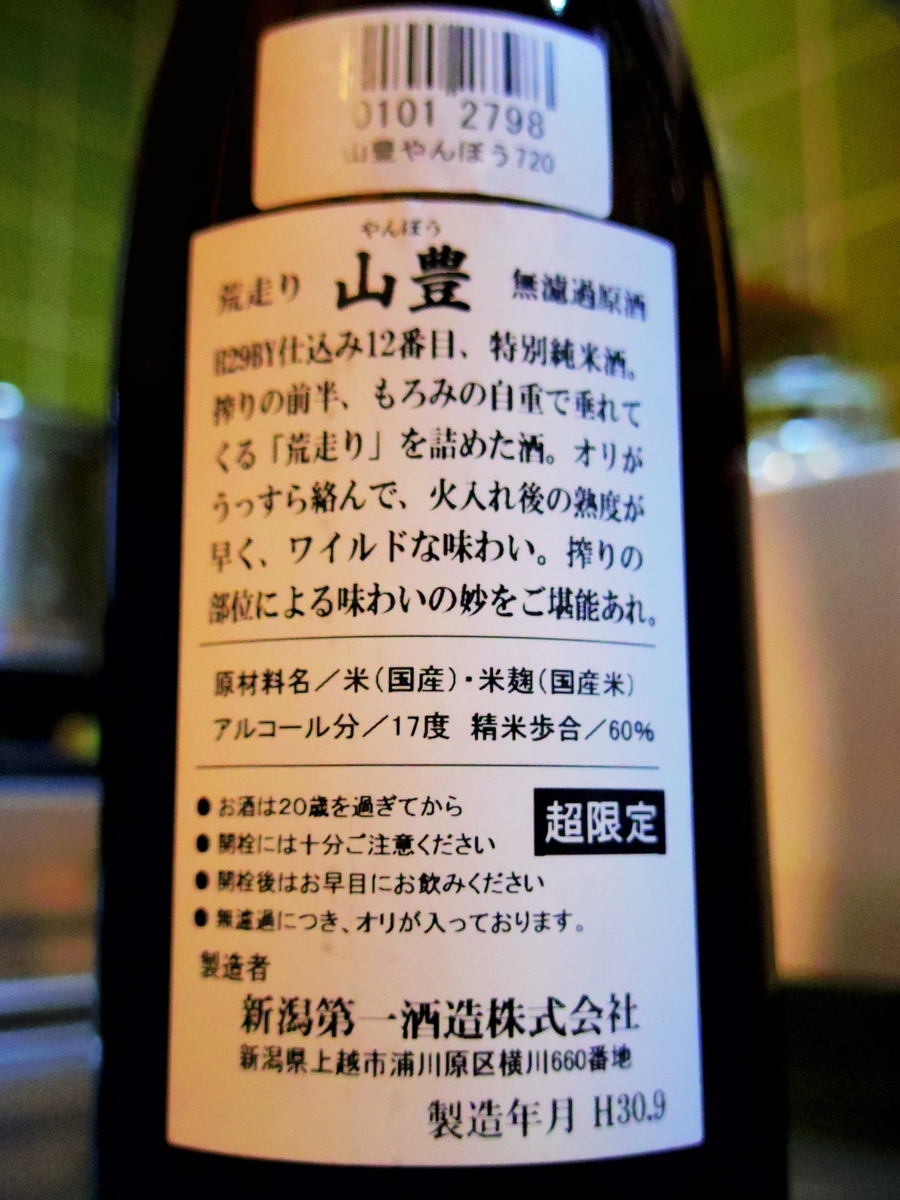 0101 2798
山豊やんぼう720
やんぼう
荒走り 山豊 無濾過原酒
H29BY仕込み12番目、特別純米酒。
搾りの前半、もろみの自重で垂れて
くる「荒走り」を詰めた酒。オリが
うっすら絡んで、火入れ後の熟度が
早く、ワイルドな味わい。搾りの
部位による味わいの妙をご堪能あれ。
原材料名／米(国産)・米麹(国産米)
アルコール分／17度 精米歩合／60%
●お酒は20歳を過ぎてから
●開栓には十分ご注意ください
超限定
●開栓後はお早目にお飲みください
●無濾過につき、オリが入っております。
製造者
新潟第一酒造株式会社
新潟県上越市浦川原区横川660番地
製造年月 H30.9